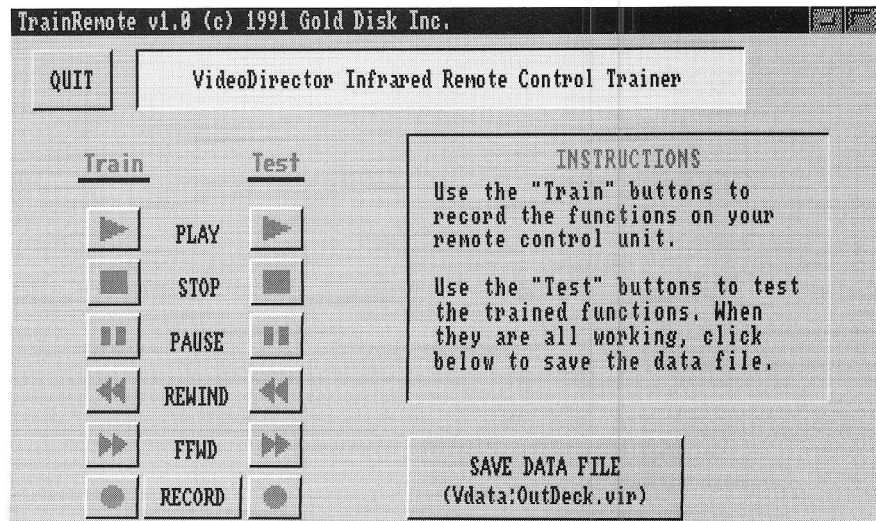 TrainRemote v1.0 (c) 1991 Gold Disk Inc.
QUIT
VideoDirector Infrared Remote Control Trainer
Train
Test
PLAY
STOP
PAUSE
REWIND
FFWD
RECORD
INSTRUCTIONS
Use the "Train" buttons to
record the functions on your
remote control unit.
Use the "Test" buttons to test
the trained functions. When
they are all working, click
below to save the data file.
SAVE DATA FILE
(Vdata:OutDeck.vir)